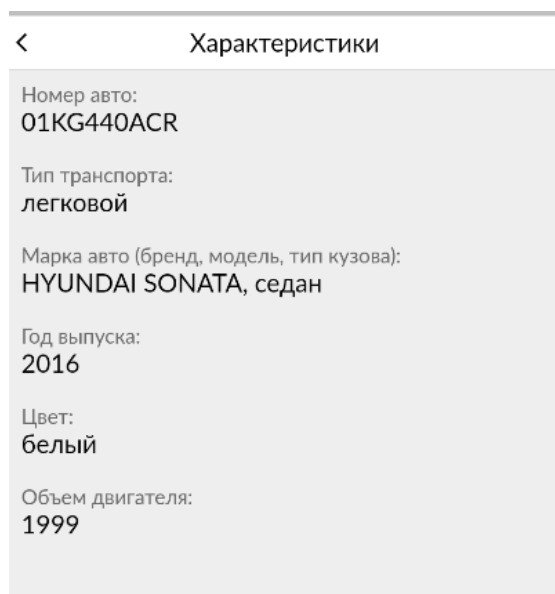 Характеристики
Номер авто:
01KG440ACR
Тип транспорта:
легковой
Марка авто (бренд, модель, тип кузова):
HYUNDAI SONATA, седан
Год выпуска:
2016
Цвет:
белый
Объем двигателя:
1999